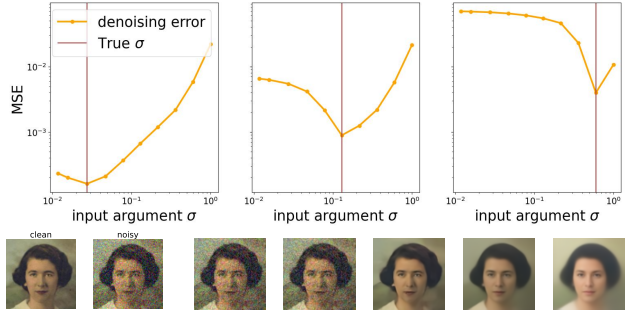 denoising error
True σ
MSE
10⁻²
10⁻³
10⁻² 10⁻¹ 10⁰
10⁻² 10⁻¹ 10⁰
10⁻² 10⁻¹ 10⁰
input argument σ
input argument σ
input argument σ
clean
noisy